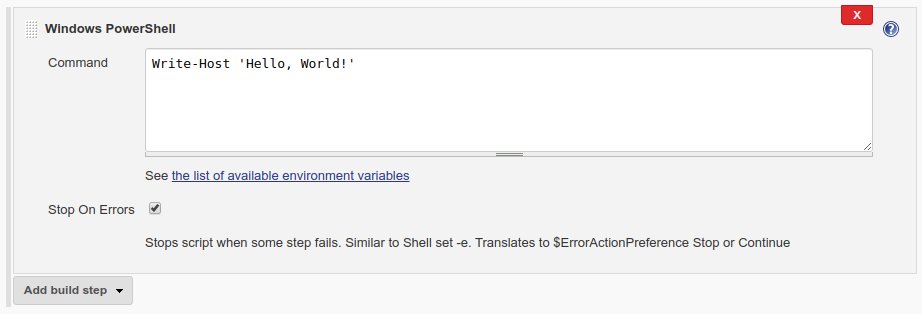 X
Windows PowerShell
?
Command
Write-Host 'Hello, World!'
See the list of available environment variables
Stop On Errors
Stops script when some step fails. Similar to Shell set -e. Translates to $ErrorActionPreference Stop or Continue
Add build step